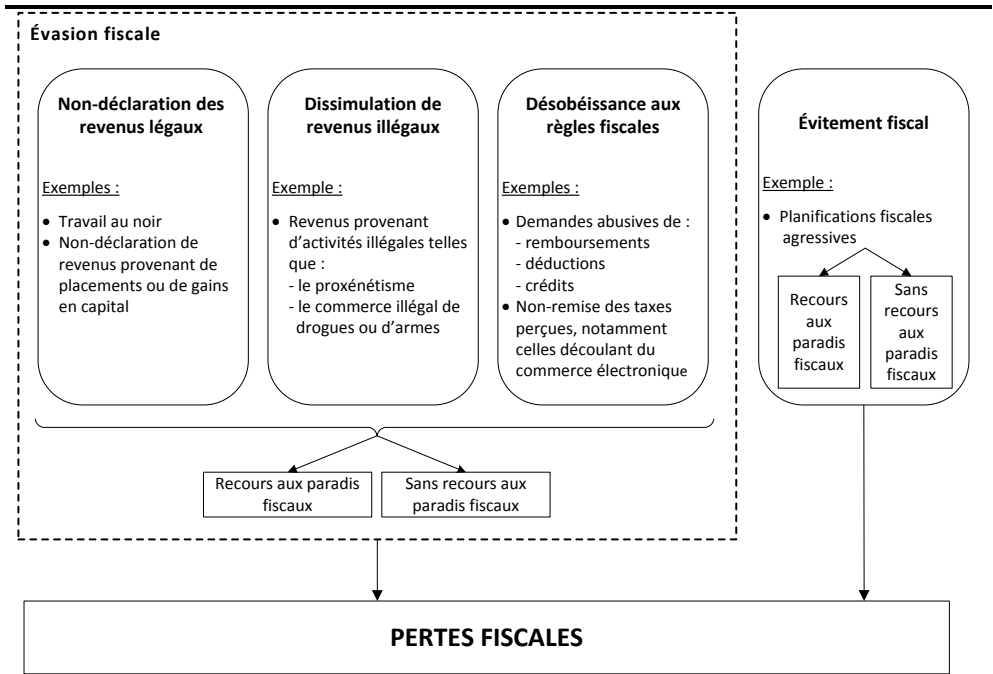 Évasion fiscale
Non-déclaration des
revenus légaux
Exemples :
• Travail au noir
• Non-déclaration de
revenus provenant de
placements ou de gains
en capital
Dissimulation de
revenus illégaux
Exemple :
• Revenus provenant
d’activités illégales telles
que :
- le proxénétisme
- le commerce illégal de
drogues ou d’armes
Désobéissance aux
règles fiscales
Exemples :
• Demandes abusives de :
- remboursements
- déductions
- crédits
• Non-remise des taxes
perçues, notamment
celles découlant du
commerce électronique
Recours aux paradis
fiscaux
Sans recours aux
paradis fiscaux
Évitement fiscal
Exemple :
• Planifications fiscales
agressives
Recours
aux
paradis
fiscaux
Sans
recours
aux
paradis
fiscaux
PERTES FISCALES